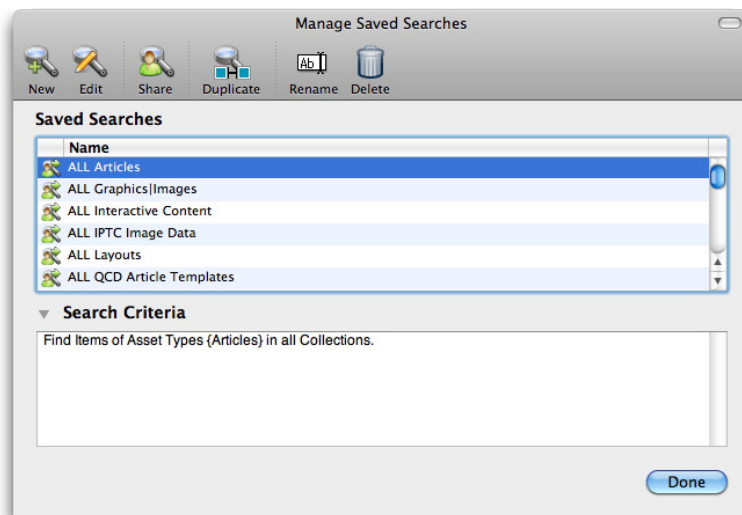 Manage Saved Searches
New Edit Share Duplicate Rename Delete
Saved Searches
Name
ALL Articles
ALL Graphics|Images
ALL Interactive Content
ALL IPTC Image Data
ALL Layouts
ALL QCD Article Templates
Search Criteria
Find Items of Asset Types {Articles} in all Collections.
Done